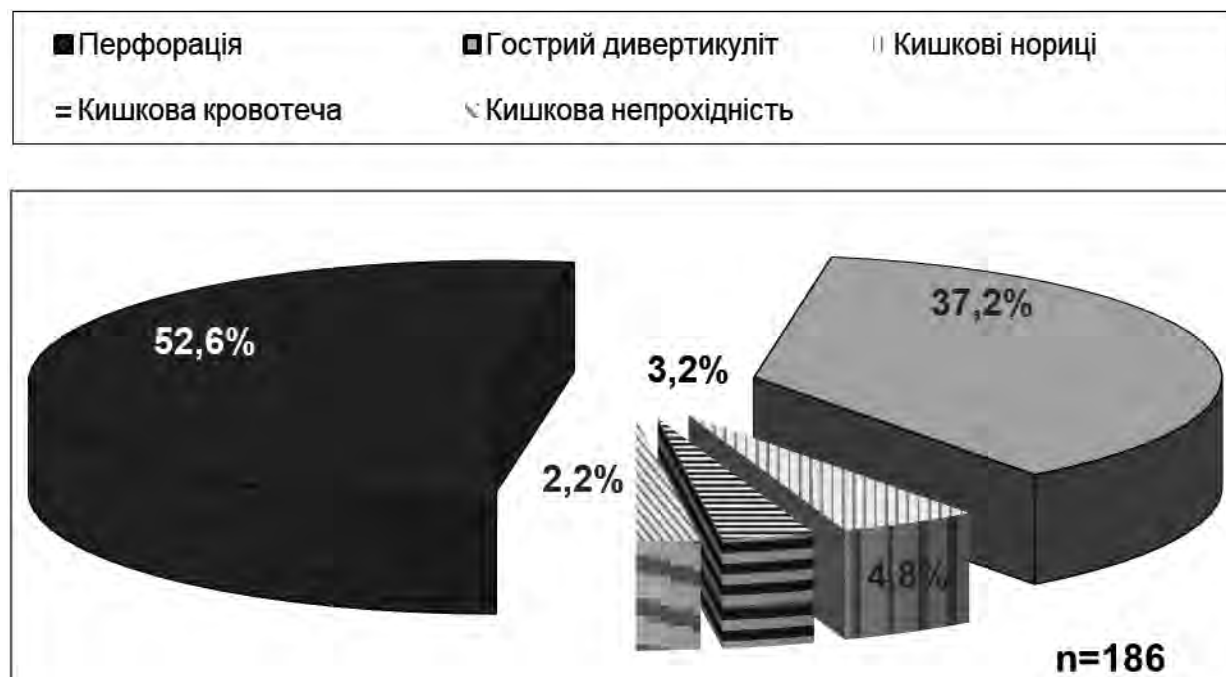 Перфорація Гострий дивертикуліт Кишкові нориці
Кишкова кровотеча Кишкова непрохідність
37,2%
52,6%
3,2%
2,2%
4,8%
n=186